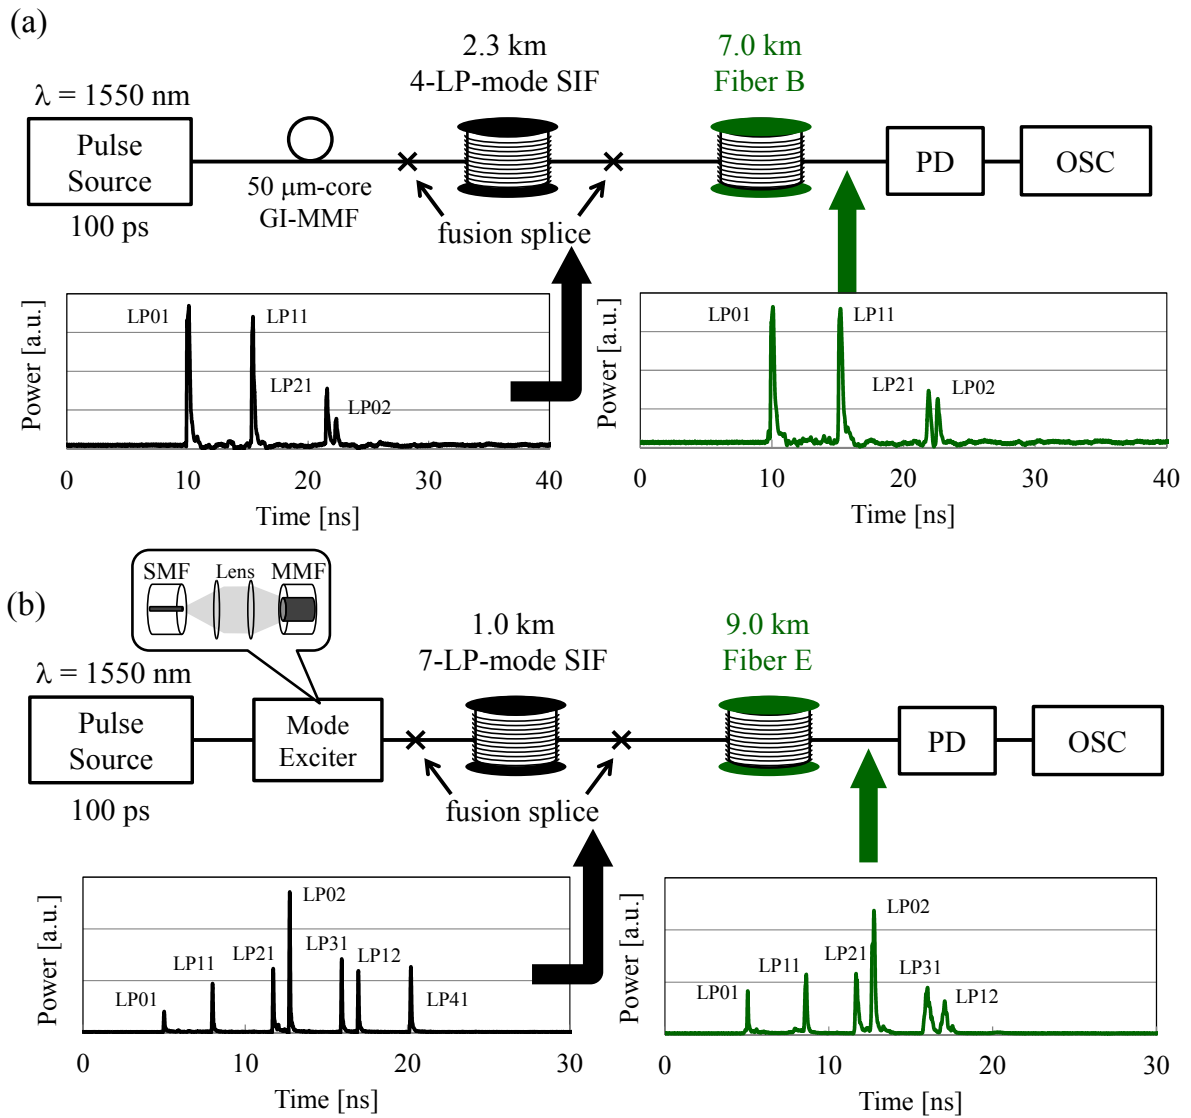 (a)
2.3 km
4-LP-mode SIF
7.0 km
Fiber B
λ = 1550 nm
Pulse
Source
100 ps
50 μm-core
GI-MMF
fusion splice
PD
OSC
Power [a.u.]
LP01
LP11
LP21
LP02
0
10
20
30
40
Time [ns]
Power [a.u.]
LP01
LP11
LP21
LP02
0
10
20
30
40
Time [ns]
(b)
SMF
Lens
MMF
1.0 km
7-LP-mode SIF
9.0 km
Fiber E
λ = 1550 nm
Pulse
Source
100 ps
Mode
Exciter
fusion splice
PD
OSC
Power [a.u.]
LP01
LP11
LP21
LP02
LP31
LP12
LP41
0
10
20
30
Time [ns]
Power [a.u.]
LP01
LP11
LP21
LP02
LP31
LP12
0
10
20
30
Time [ns]